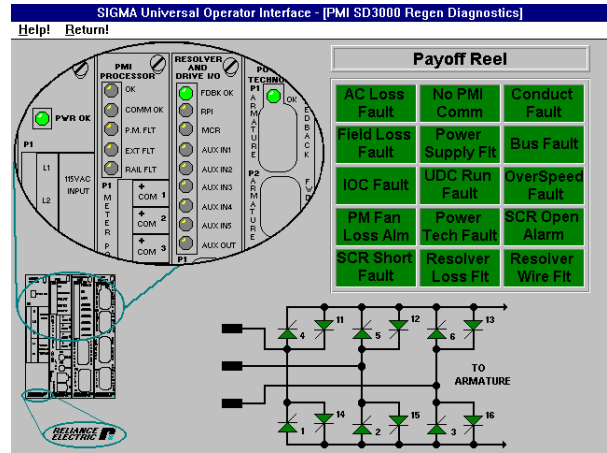 SIGMA Universal Operator Interface - [PMI SD3000 Regen Diagnostics]
Help! Return!
PMI
PROCESSOR
OK
COMM OK
P.M. FLT
EXT FLT
RAIL FLT
RESOLVER
AND
DRIVE I/O
FDBK OK
RPI
MCR
AUX IN1
AUX IN2
AUX IN3
AUX IN4
AUX IN5
AUX OUT
TECHNO
P1
ARMATURE
OK
P2
ARMATURE
PWR OK
P1
L1
L2
115VAC
INPUT
P1
METER
COM 1
COM 2
COM 3
P1
RELIANCE
ELECTRIC R
Payoff Reel
AC Loss
Fault
No PMI
Comm
Conduct
Fault
Field Loss
Fault
Power
Supply Flt
Bus Fault
IOC Fault
UDC Run
Fault
OverSpeed
Fault
PM Fan
Loss Alm
Power
Tech Fault
SCR Open
Alarm
SCR Short
Fault
Resolver
Loss Flt
Resolver
Wire Flt
4
11
5
12
6
13
TO
ARMATURE
1
14
2
15
3
16